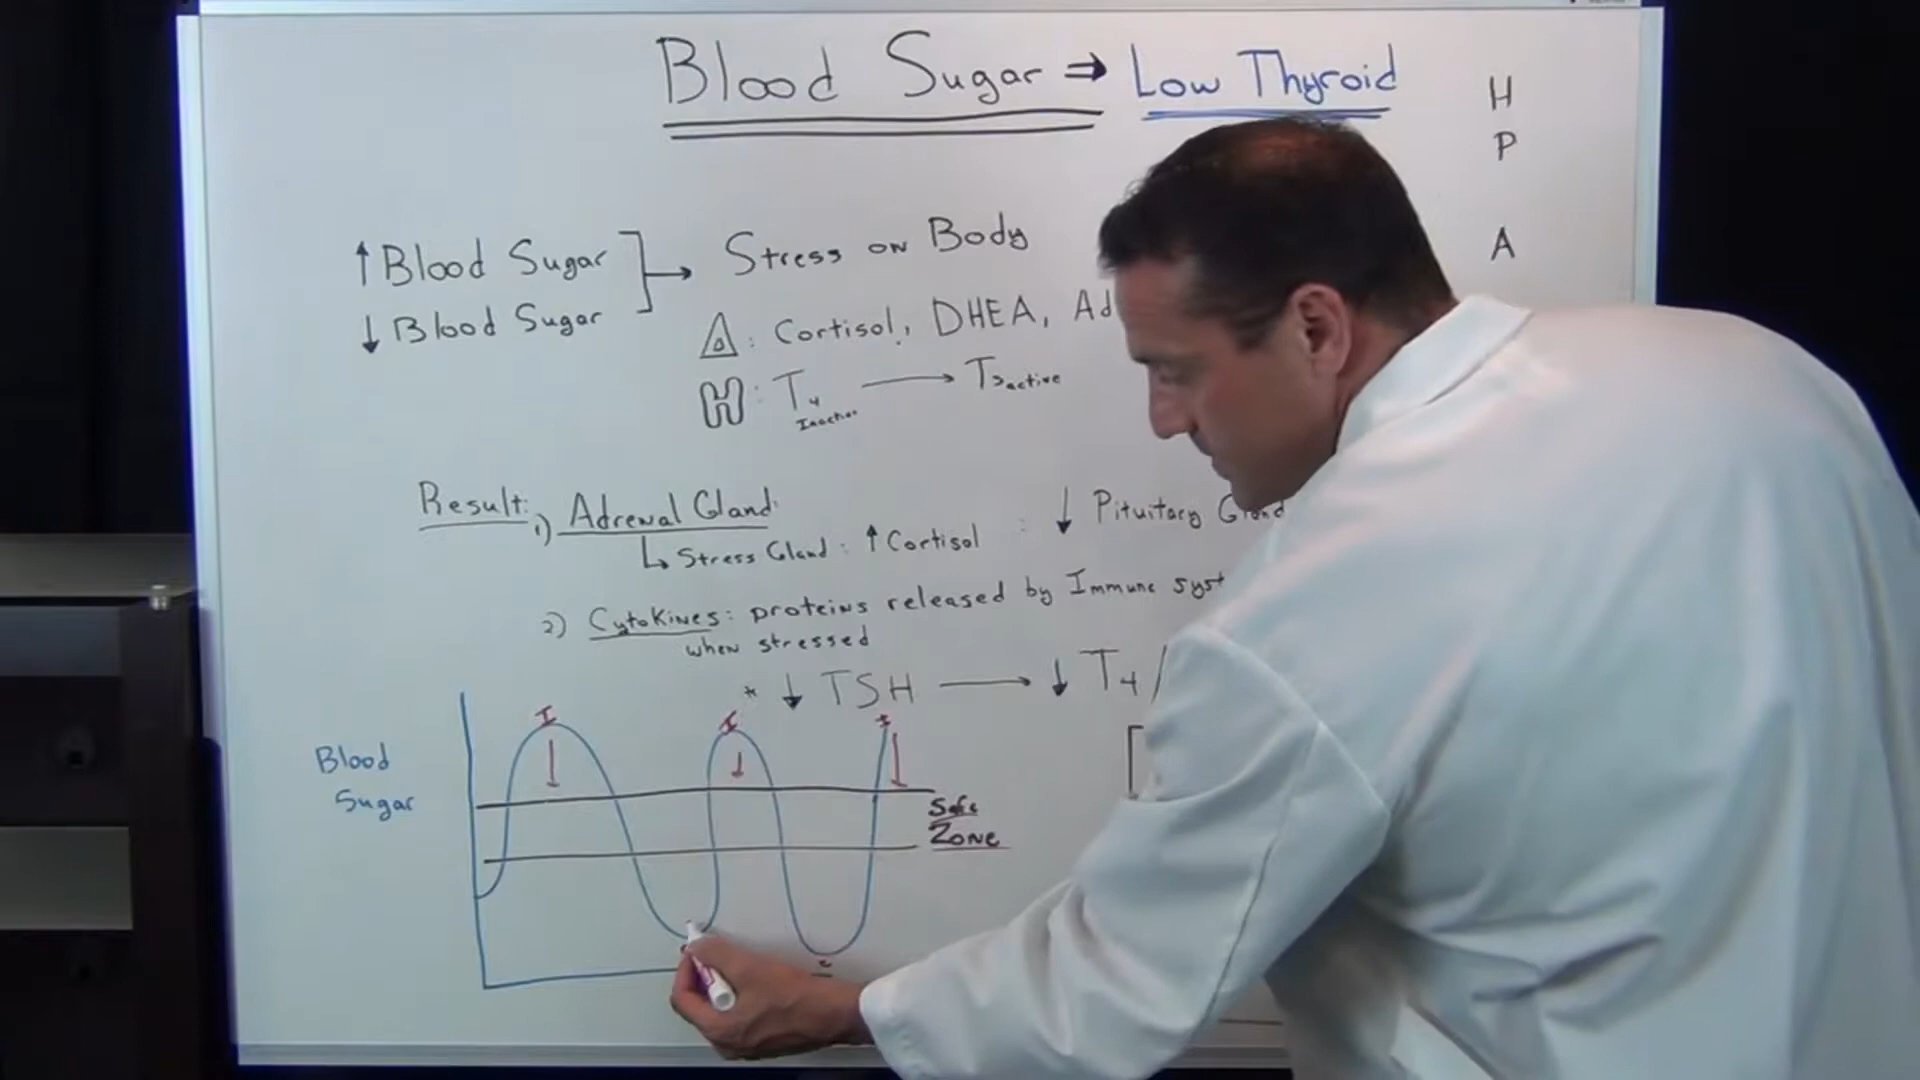 Blood Sugar ⇒ Low Thyroid
H
P
A
↑ Blood Sugar
↓ Blood Sugar
→ Stress on Body
: Cortisol, DHEA, Ad
H : T4 → T3 active
Inactive
Result: 1) Adrenal Gland:
↳ Stress Gland : ↑ Cortisol : ↓ Pituitary Gland
2) Cytokines: proteins released by Immune syst
when stressed
* ↓ TSH → ↓ T4/
I I I
Blood
Sugar
Safe
Zone
c